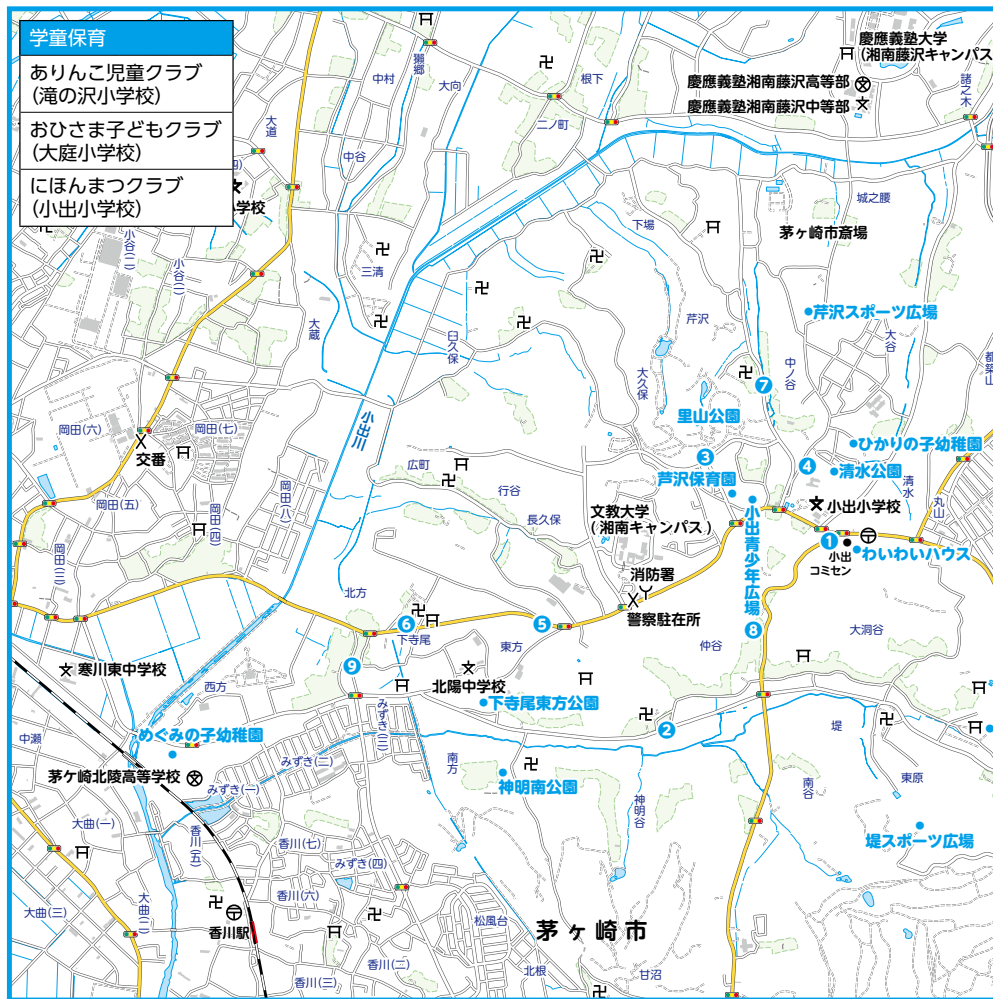 学童保育
ありんこ児童クラブ
(滝の沢小学校)
おひさま子どもクラブ
(大庭小学校)
にほんまつクラブ
(小出小学校)
慶應義塾大学
(湘南藤沢キャンパス
慶應義塾湘南藤沢高等部
慶應義塾湘南藤沢中等部
諸之木
獺郷
中村
大向
根下
二ノ町
大道
中谷
(四)
小学校
小谷(二)
小谷(一)
三清
大蔵
臼久保
下場
城之腰
茅ヶ崎市斎場
芹沢スポーツ広場
芹沢
大久保
中ノ谷
大谷
都築山
7
里山公園
小出川
岡田(六)
岡田(七)
交番
岡田(五)
岡田(四)
岡田(三)
岡田(八)
広町
行谷
長久保
3
芦沢保育園
4
ひかりの子幼稚園
清水公園
清水
丸山
文教大学
(湘南キャンパス)
小出小学校
小出青少年広場
1
小出
コミセン
わいわいハウス
消防署
警察駐在所
北方
6
下寺尾
5
東方
8
仲谷
大洞谷
寒川東中学校
9
北陽中学校
西方
下寺尾東方公園
2
堤
みずき(三)
中瀬
めぐみの子幼稚園
みずき(二)
南方
神明南公園
神明谷
南谷
東原
茅ケ崎北陵高等学校
みずき(一)
大曲(一)
香川(五)
香川(七)
みずき(四)
堤スポーツ広場
香川(六)
大曲(三)
大曲(二)
香川駅
松風台
茅ヶ崎市
香川(二)
香川(三)
北根
甘沼